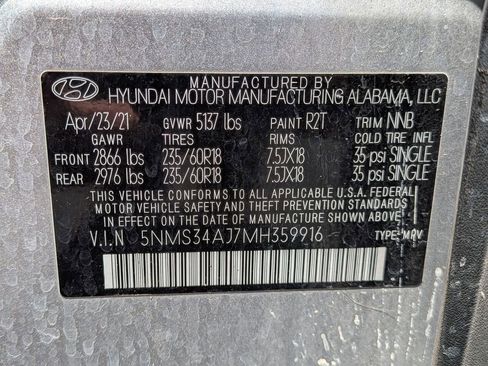 MANUFACTURED BY
HYUNDAI MOTOR MANUFACTURING ALABAMA, LLC
Apr/23/21 GVWR 5137 lbs PAINT R2T TRIM NNB
GAWR TIRES RIMS COLD TIRE INFL
FRONT 2866 lbs 235/60R18 7.5JX18 35 psi SINGLE
REAR 2976 lbs 235/60R18 7.5JX18 35 psi SINGLE
THIS VEHICLE CONFORMS TO ALL APPLICABLE U.S.A. FEDERAL
MOTOR VEHICLE SAFETY AND THEFT PREVENTION STANDARDS
IN EFFECT ON THE DATE OF MANUFACTURE SHOWN ABOVE.
V.I.N 5NMS34AJ7MH359916 TYPE: MPV